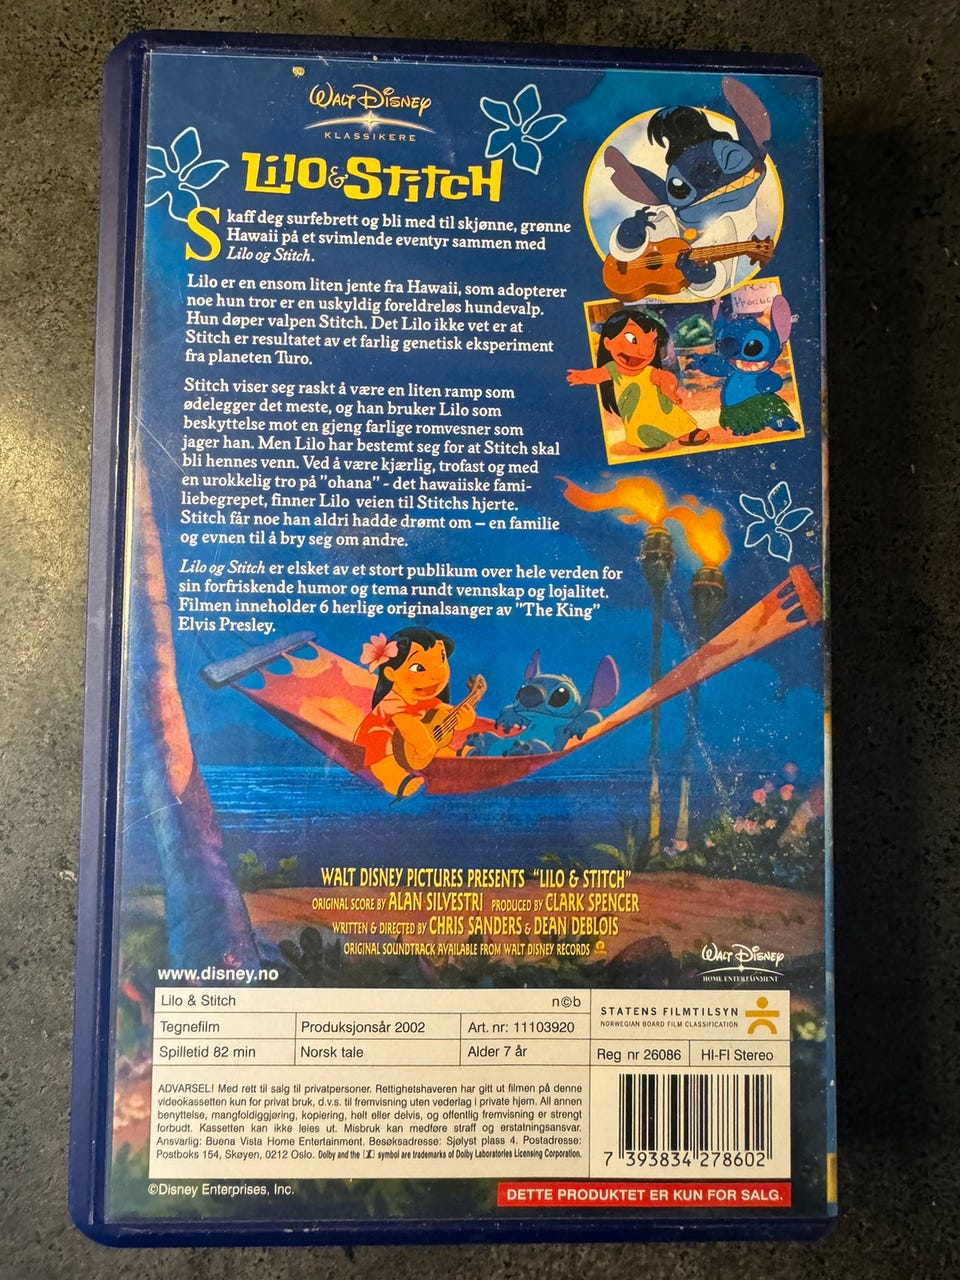 WALT DISNEY
KLASSIKERE
LILO & STITCH
Skaff deg surfebrett og bli med til skjønne, grønne
Hawaii på et svimlende eventyr sammen med
Lilo og Stitch.
Lilo er en ensom liten jente fra Hawaii, som adopterer
noe hun tror er en uskyldig foreldreløs hundevalp.
Hun døper valpen Stitch. Det Lilo ikke vet er at
Stitch er resultatet av et farlig genetisk eksperiment
fra planeten Turo.
Stitch viser seg raskt å være en liten ramp som
ødelegger det meste, og han bruker Lilo som
beskyttelse mot en gjeng farlige romvesner som
jager han. Men Lilo har bestemt seg for at Stitch skal
bli hennes venn. Ved å være kjærlig, trofast og med
en urokkelig tro på "ohana" - det hawaiiske fami-
liebegrepet, finner Lilo veien til Stitchs hjerte.
Stitch får noe han aldri hadde drømt om – en familie
og evnen til å bry seg om andre.
Lilo og Stitch er elsket av et stort publikum over hele verden for
sin forfriskende humor og tema rundt vennskap og lojalitet.
Filmen inneholder 6 herlige originalsanger av "The King"
Elvis Presley.
WALT DISNEY PICTURES PRESENTS "LILO & STITCH"
ORIGINAL SCORE BY ALAN SILVESTRI PRODUCED BY CLARK SPENCER
WRITTEN & DIRECTED BY CHRIS SANDERS & DEAN DEBLOIS
ORIGINAL SOUNDTRACK AVAILABLE FROM WALT DISNEY RECORDS
WALT DISNEY
HOME ENTERTAINMENT
www.disney.no
Lilo & Stitch n©b
STATENS FILMTILSYN
NORWEGIAN BOARD FILM CLASSIFICATION
Tegnefilm Produksjonsår 2002 Art. nr: 11103920
Spilletid 82 min Norsk tale Alder 7 år Reg nr 26086 HI-FI Stereo
ADVARSEL! Med rett til salg til privatpersoner. Rettighetshaveren har gitt ut filmen på denne
videokassetten kun for privat bruk, d.v.s. til fremvisning uten vederlag i private hjem. All annen
benyttelse, mangfoldiggjøring, kopiering, helt eller delvis, og offentlig fremvisning er strengt
forbudt. Kassetten kan ikke leies ut. Misbruk kan medføre straff og erstatningsansvar.
Ansvarlig: Buena Vista Home Entertainment. Besøksadresse: Sjølyst plass 4. Postadresse:
Postboks 154, Skøyen, 0212 Oslo. Dolby and the symbol are trademarks of Dolby Laboratories Licensing Corporation.
7 393834 278602
©Disney Enterprises, Inc.
DETTE PRODUKTET ER KUN FOR SALG.